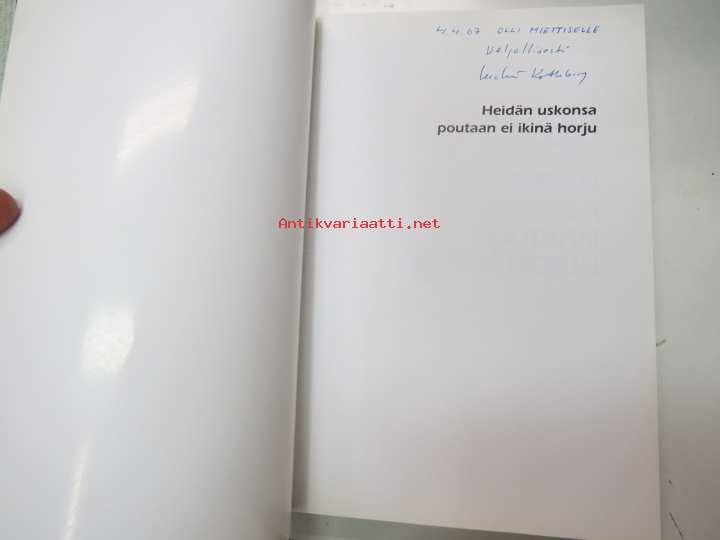 4.4.07 OLLI MIETTISELLE
Veljellisesti
Heidän uskonsa
poutaan ei ikinä horju
Antikvariaatti.net